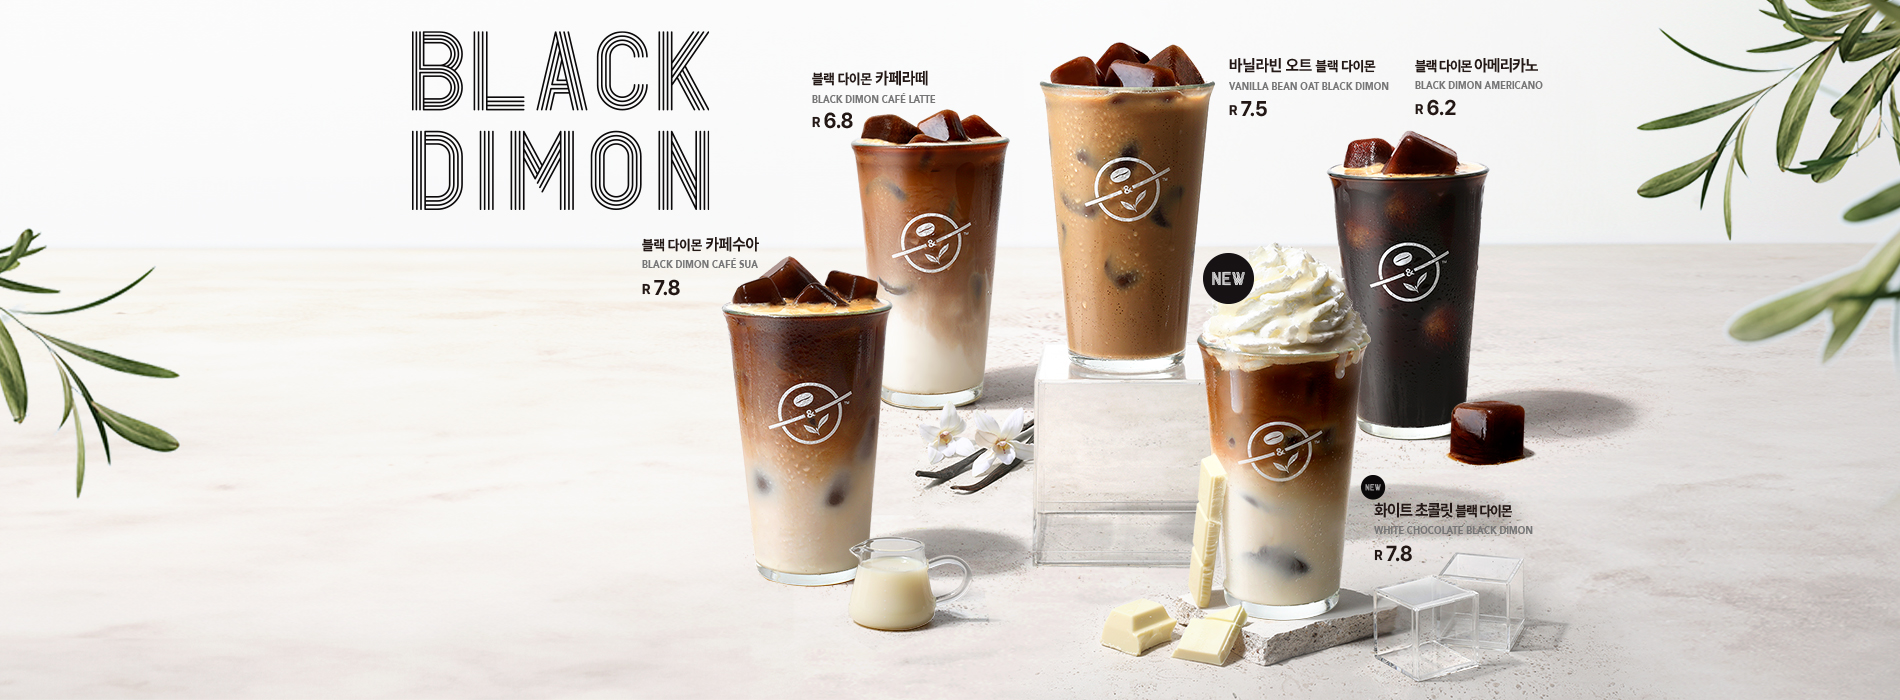 BLACK
DIMON
블랙 다이몬 카페라떼
BLACK DIMON CAFÉ LATTE
R 6.8
바닐라빈 오트 블랙 다이몬
VANILLA BEAN OAT BLACK DIMON
R 7.5
블랙 다이몬 아메리카노
BLACK DIMON AMERICANO
R 6.2
블랙 다이몬 카페수아
BLACK DIMON CAFÉ SUA
R 7.8
NEW
NEW
화이트 초콜릿 블랙 다이몬
WHITE CHOCOLATE BLACK DIMON
R 7.8
&
&
&
&
&